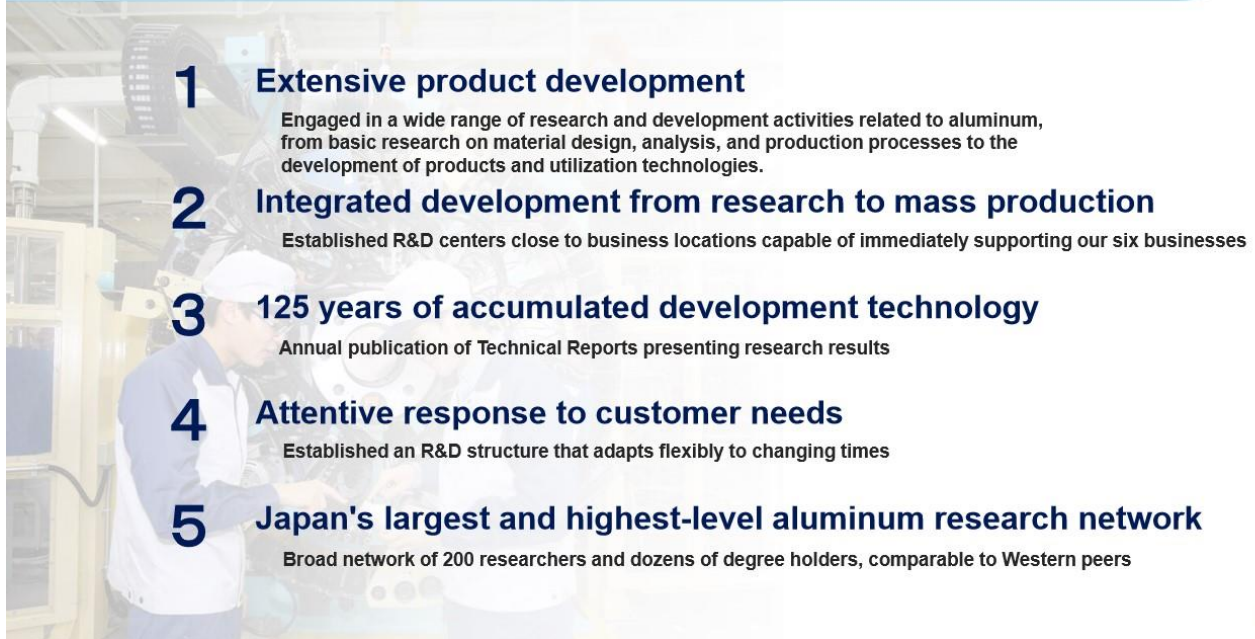 1 Extensive product development
Engaged in a wide range of research and development activities related to aluminum,
from basic research on material design, analysis, and production processes to the
development of products and utilization technologies.
2 Integrated development from research to mass production
Established R&D centers close to business locations capable of immediately supporting our six businesses
3 125 years of accumulated development technology
Annual publication of Technical Reports presenting research results
4 Attentive response to customer needs
Established an R&D structure that adapts flexibly to changing times
5 Japan's largest and highest-level aluminum research network
Broad network of 200 researchers and dozens of degree holders, comparable to Western peers